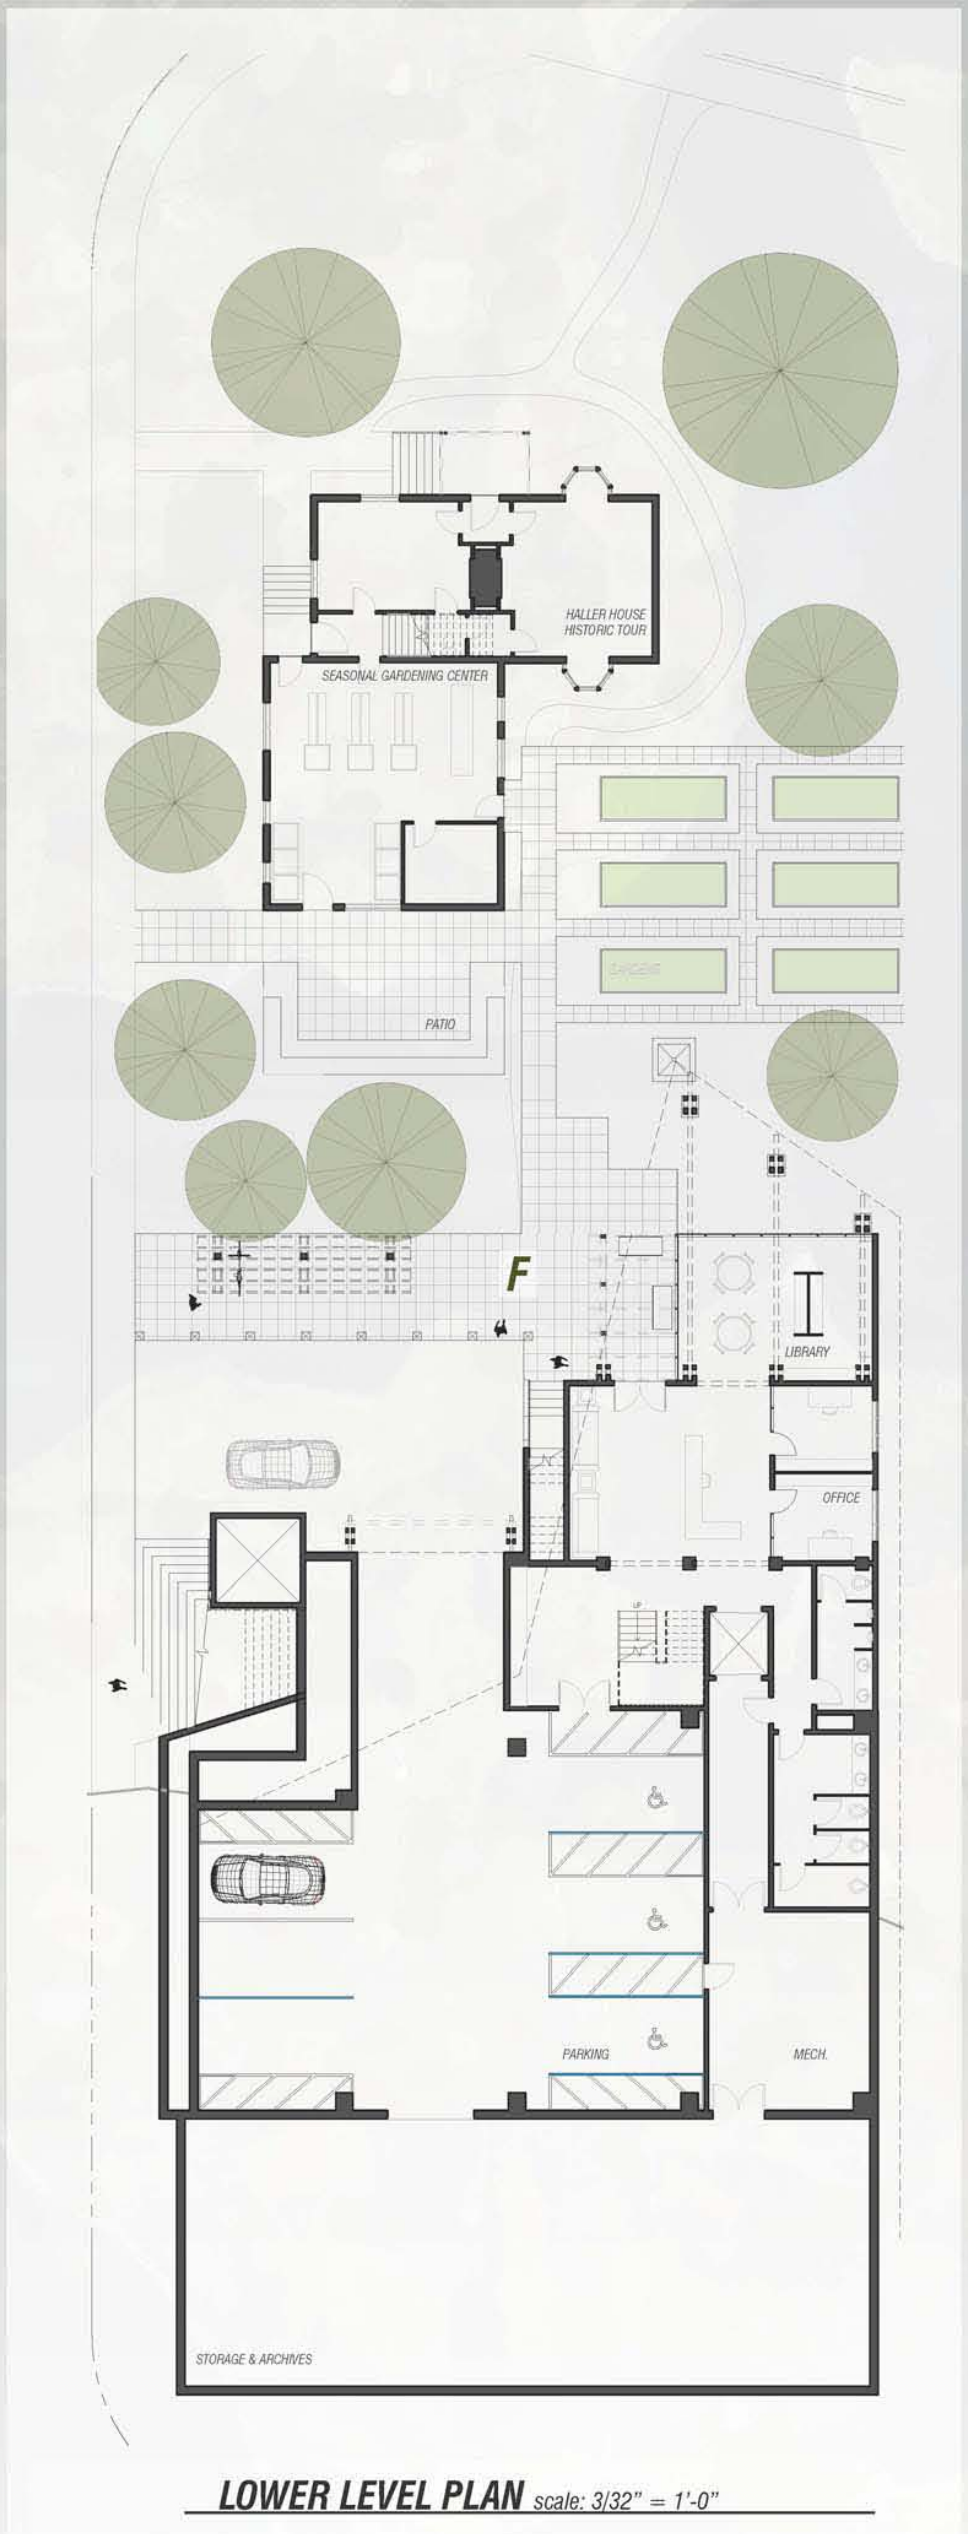 HALLER HOUSE
HISTORIC TOUR
SEASONAL GARDENING CENTER
GARDENS
PATIO
F
LIBRARY
OFFICE
UP
PARKING
MECH.
STORAGE & ARCHIVES
LOWER LEVEL PLAN scale: 3/32" = 1'-0"